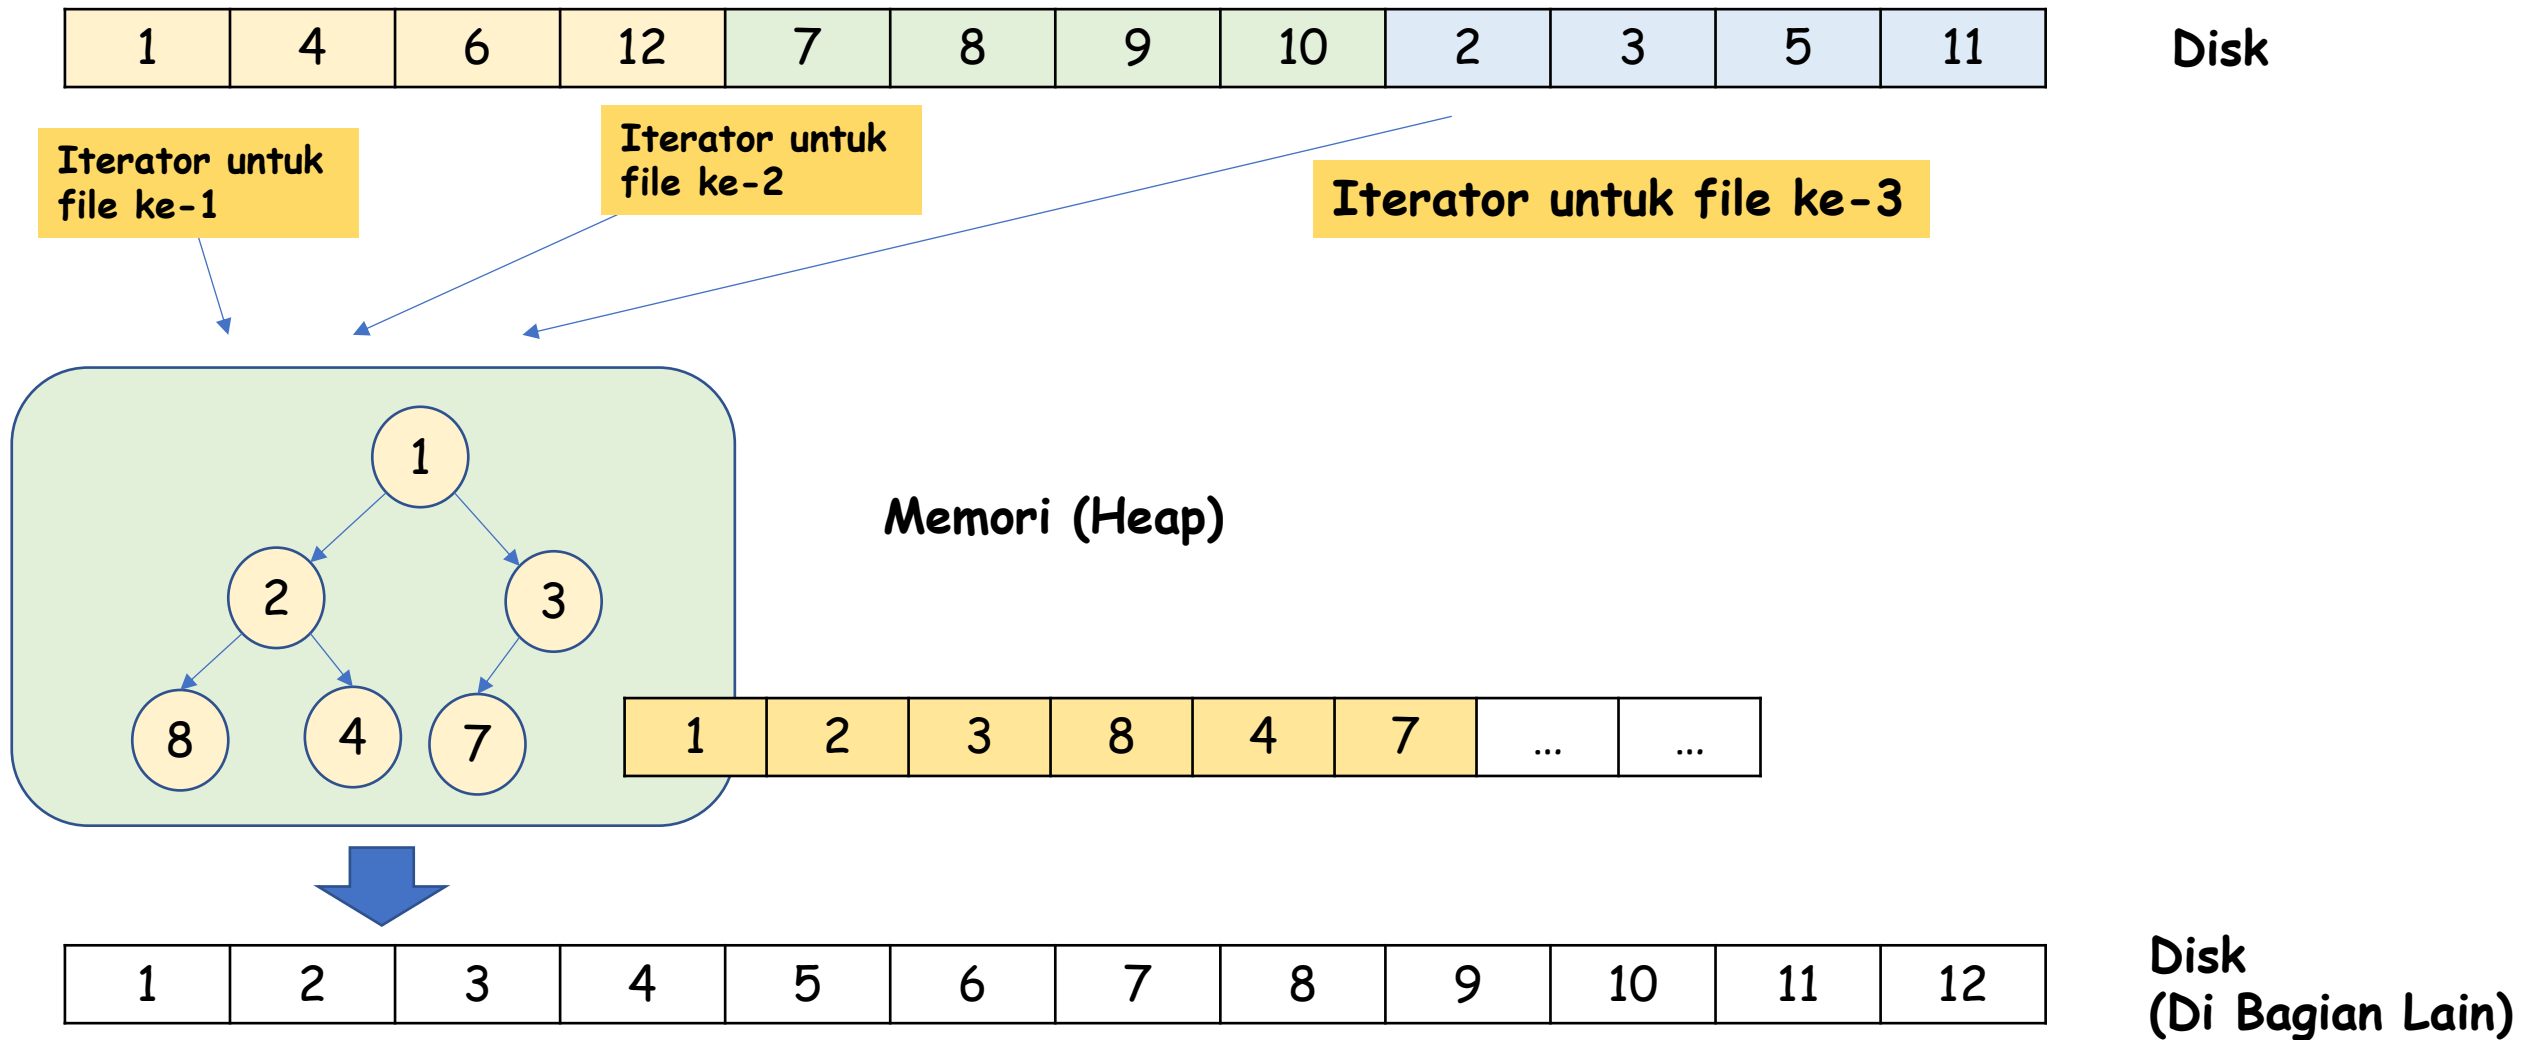 1 4 6 12 7 8 9 10 2 3 5 11 Disk
Iterator untuk
file ke-1
Iterator untuk
file ke-2
Iterator untuk file ke-3
1
Memori (Heap)
2 3
8 4 7
1 2 3 8 4 7 ... ...
1 2 3 4 5 6 7 8 9 10 11 12
Disk
(Di Bagian Lain)